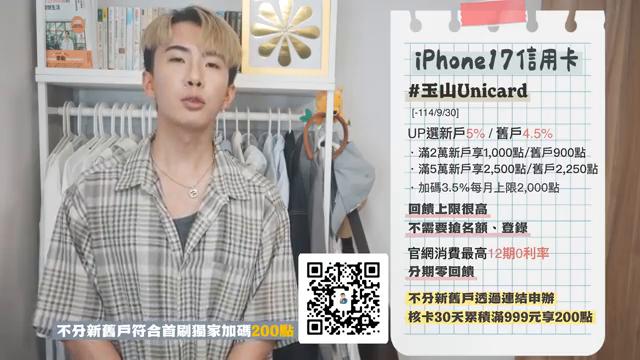 iPhone17信用卡
#玉山Unicard
[-114/9/30]
UP選新戶5% / 舊戶4.5%
．滿2萬新戶享1,000點/舊戶900點
．滿5萬新戶享2,500點/舊戶2,250點
．加碼3.5%每月上限2,000點
回饋上限很高
不需要搶名額、登錄
官網消費最高12期0利率
分期零回饋
不分新舊戶透過連結申辦
核卡30天累積滿999元享200點
不分新舊戶符合首刷獨家加碼200點